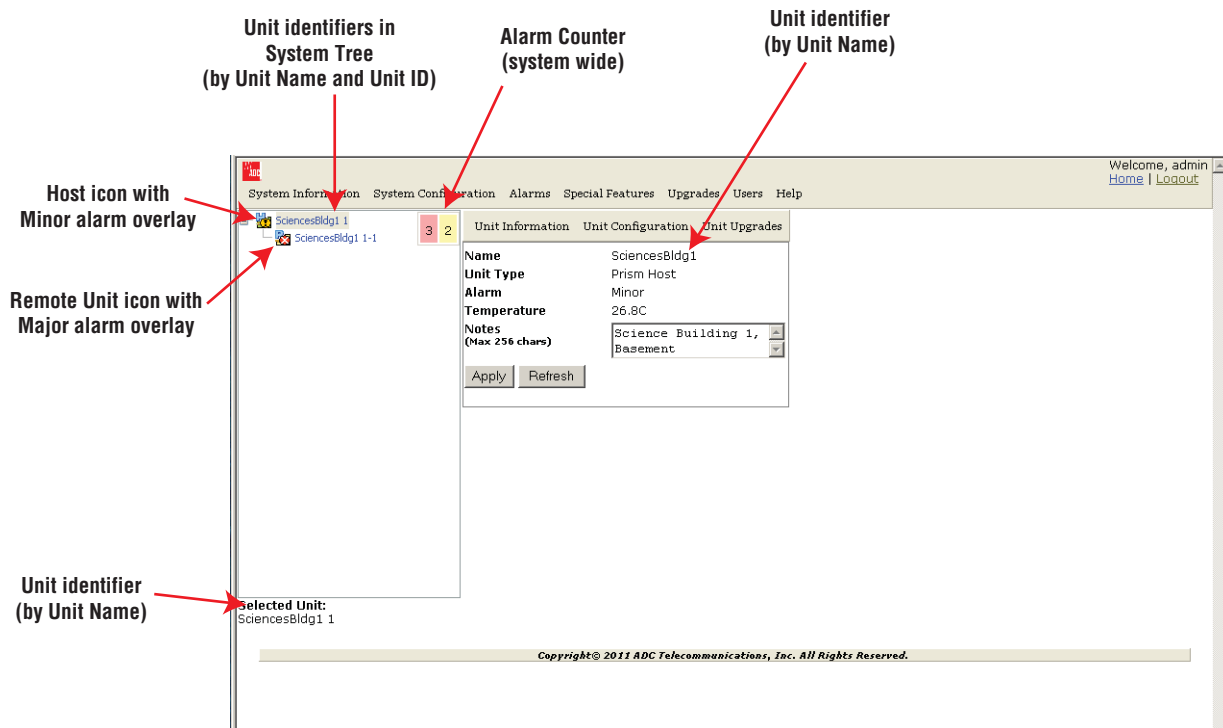 Unit identifiers in
System Tree
(by Unit Name and Unit ID)
Alarm Counter
(system wide)
Unit identifier
(by Unit Name)
Host icon with
Minor alarm overlay
Remote Unit icon with
Major alarm overlay
Unit identifier
(by Unit Name)
ADC
Welcome, admin
Home | Logout
System Information System Configuration Alarms Special Features Upgrades Users Help
SciencesBldg1 1
SciencesBldg1 1-1
3 2
Unit Information Unit Configuration Unit Upgrades
Name SciencesBldg1
Unit Type Prism Host
Alarm Minor
Temperature 26.8C
Notes
(Max 256 chars)
Science Building 1,
Basement
Apply Refresh
Selected Unit:
SciencesBldg1 1
Copyright© 2011 ADC Telecommunications, Inc. All Rights Reserved.